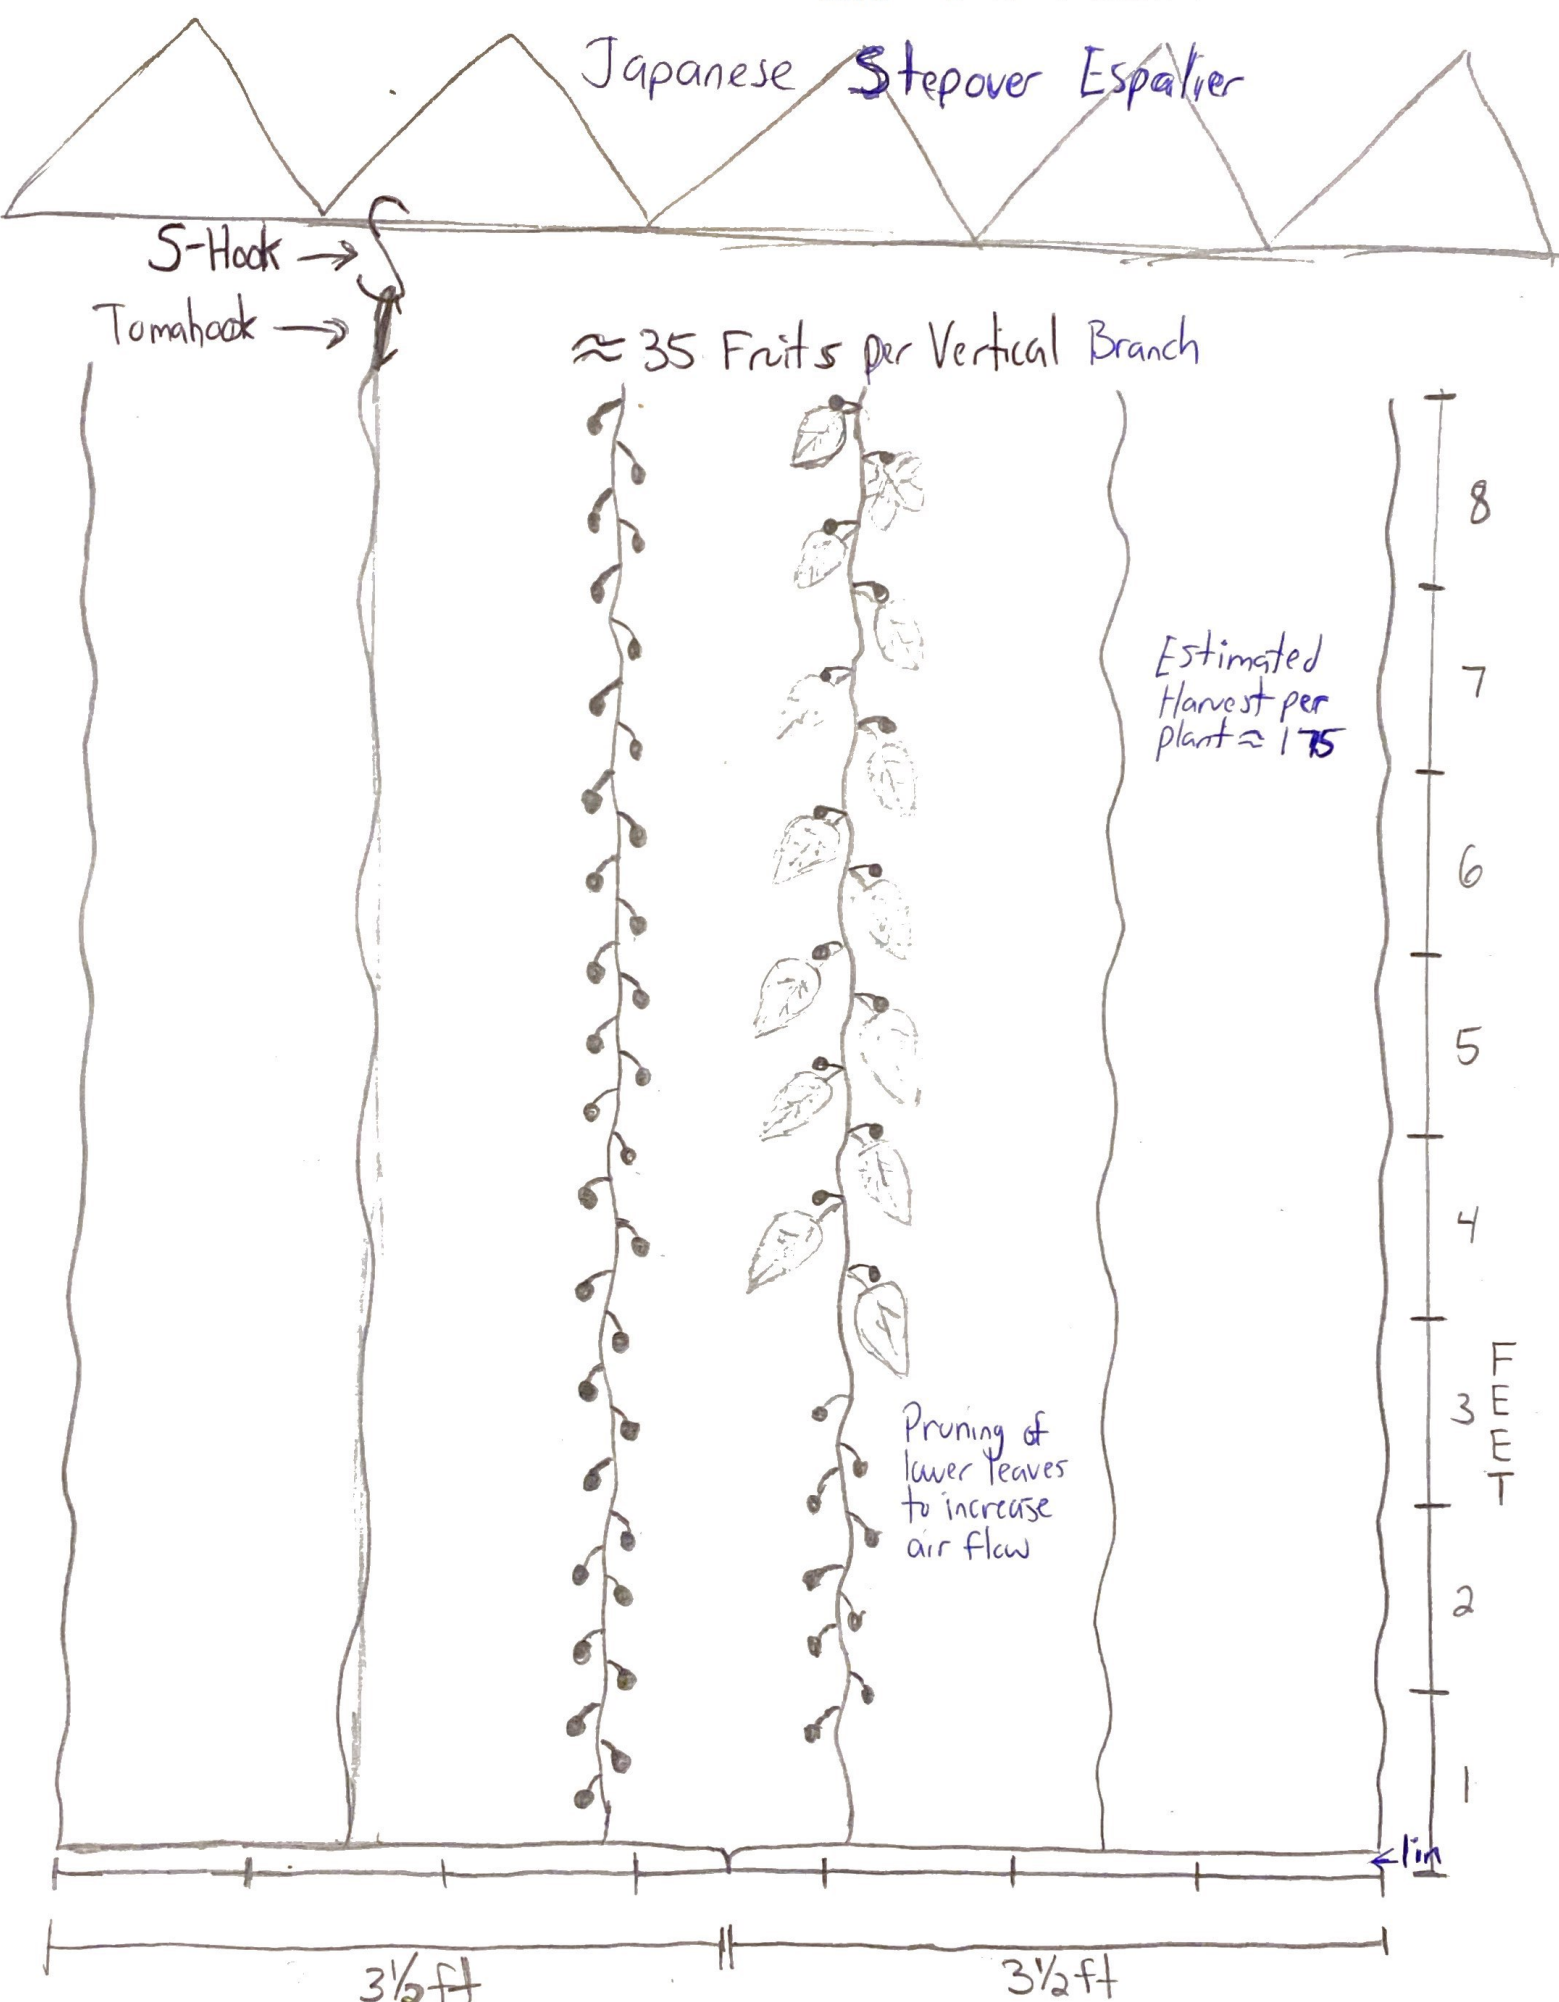 Japanese Stepover Espalier
S-Hook →
Tomahook →
≈ 35 Fruits per Vertical Branch
8
Estimated
Harvest per
plant ≈ 175
7
6
5
4
3
FEET
Pruning of
lower leaves
to increase
air flow
2
1
← 1in
3½ft
3½ft